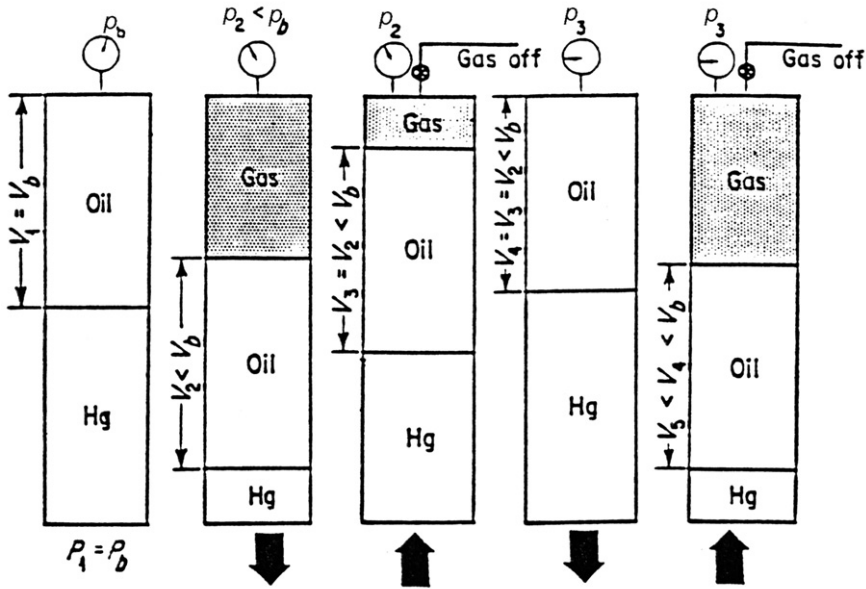 p_b
p_2 < p_b
p_2
Gas off
p_3
p_3
Gas off
V_1 = V_b
Oil
Hg
P_1 = P_b
Gas
V_2 < V_b
Oil
Hg
Gas
V_3 = V_2 < V_b
Oil
Hg
V_4 = V_3 = V_2 < V_b
Oil
Hg
Gas
V_5 < V_4 < V_b
Oil
Hg